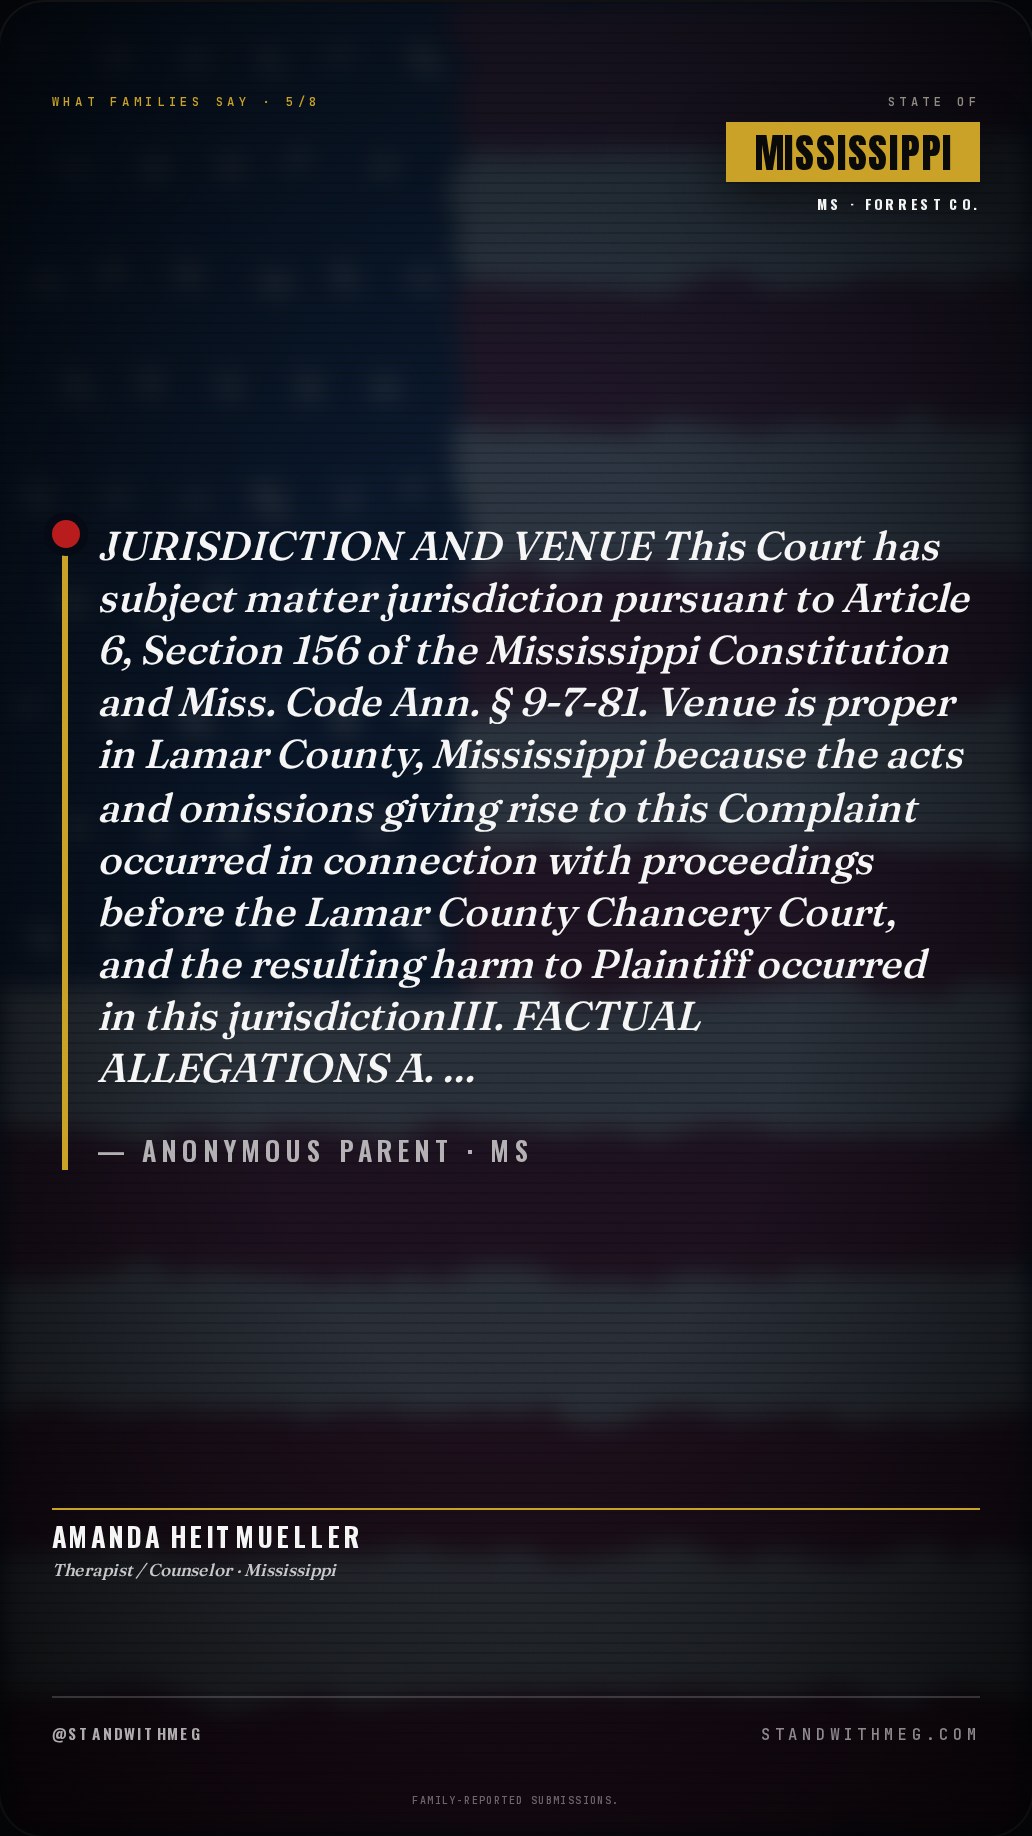 WHAT FAMILIES SAY · 5/8
STATE OF
MISSISSIPPI
MS · FORREST CO.
JURISDICTION AND VENUE This Court has
subject matter jurisdiction pursuant to Article
6, Section 156 of the Mississippi Constitution
and Miss. Code Ann. § 9-7-81. Venue is proper
in Lamar County, Mississippi because the acts
and omissions giving rise to this Complaint
occurred in connection with proceedings
before the Lamar County Chancery Court,
and the resulting harm to Plaintiff occurred
in this jurisdictionIII. FACTUAL
ALLEGATIONS A. ...
— ANONYMOUS PARENT · MS
AMANDA HEITMUELLER
Therapist / Counselor · Mississippi
@STANDWITHMEG
STANDWITHMEG.COM
FAMILY-REPORTED SUBMISSIONS.